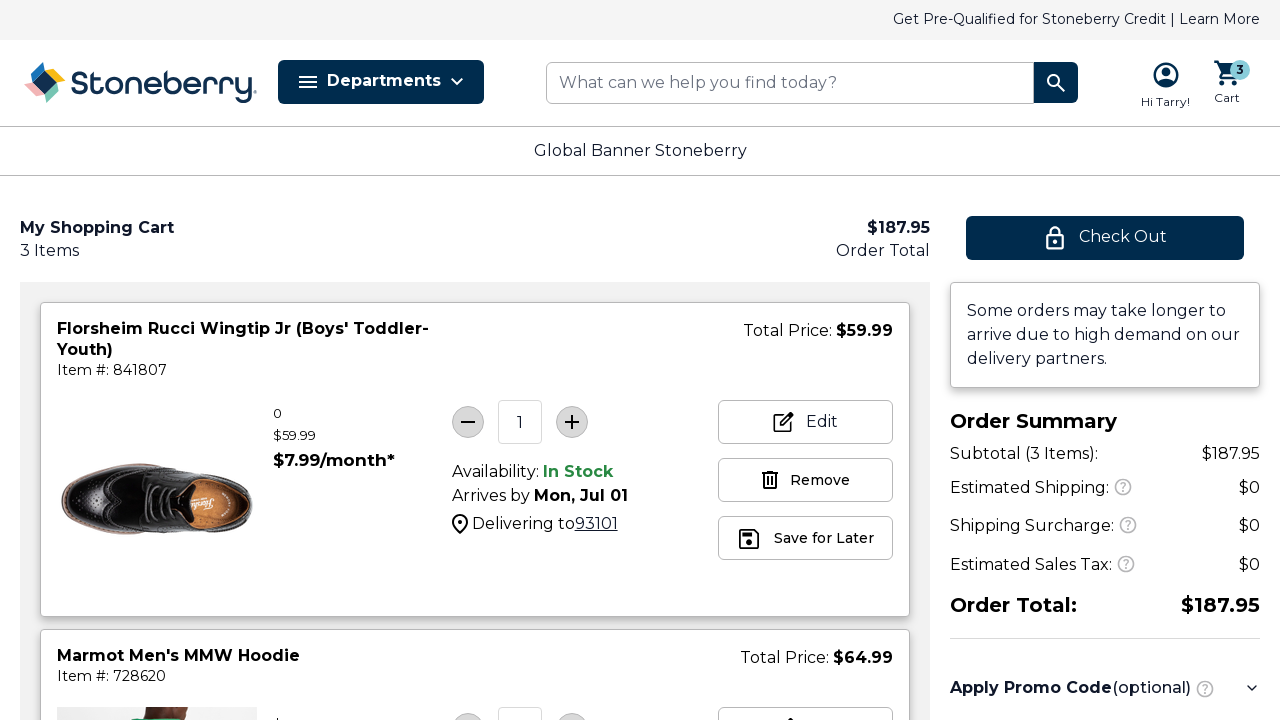 Get Pre-Qualified for Stoneberry Credit | Learn More
Stoneberry
Departments
What can we help you find today?
Hi Tarry!
3
Cart
Global Banner Stoneberry
My Shopping Cart
3 Items
$187.95
Order Total
Check Out
Florsheim Rucci Wingtip Jr (Boys' Toddler-
Youth)
Item #: 841807
Total Price: $59.99
0
$59.99
$7.99/month*
1
Availability: In Stock
Arrives by Mon, Jul 01
Delivering to93101
Edit
Remove
Save for Later
Marmot Men's MMW Hoodie
Item #: 728620
Total Price: $64.99
Some orders may take longer to
arrive due to high demand on our
delivery partners.
Order Summary
Subtotal (3 Items): $187.95
Estimated Shipping: $0
Shipping Surcharge: $0
Estimated Sales Tax: $0
Order Total: $187.95
Apply Promo Code(optional)